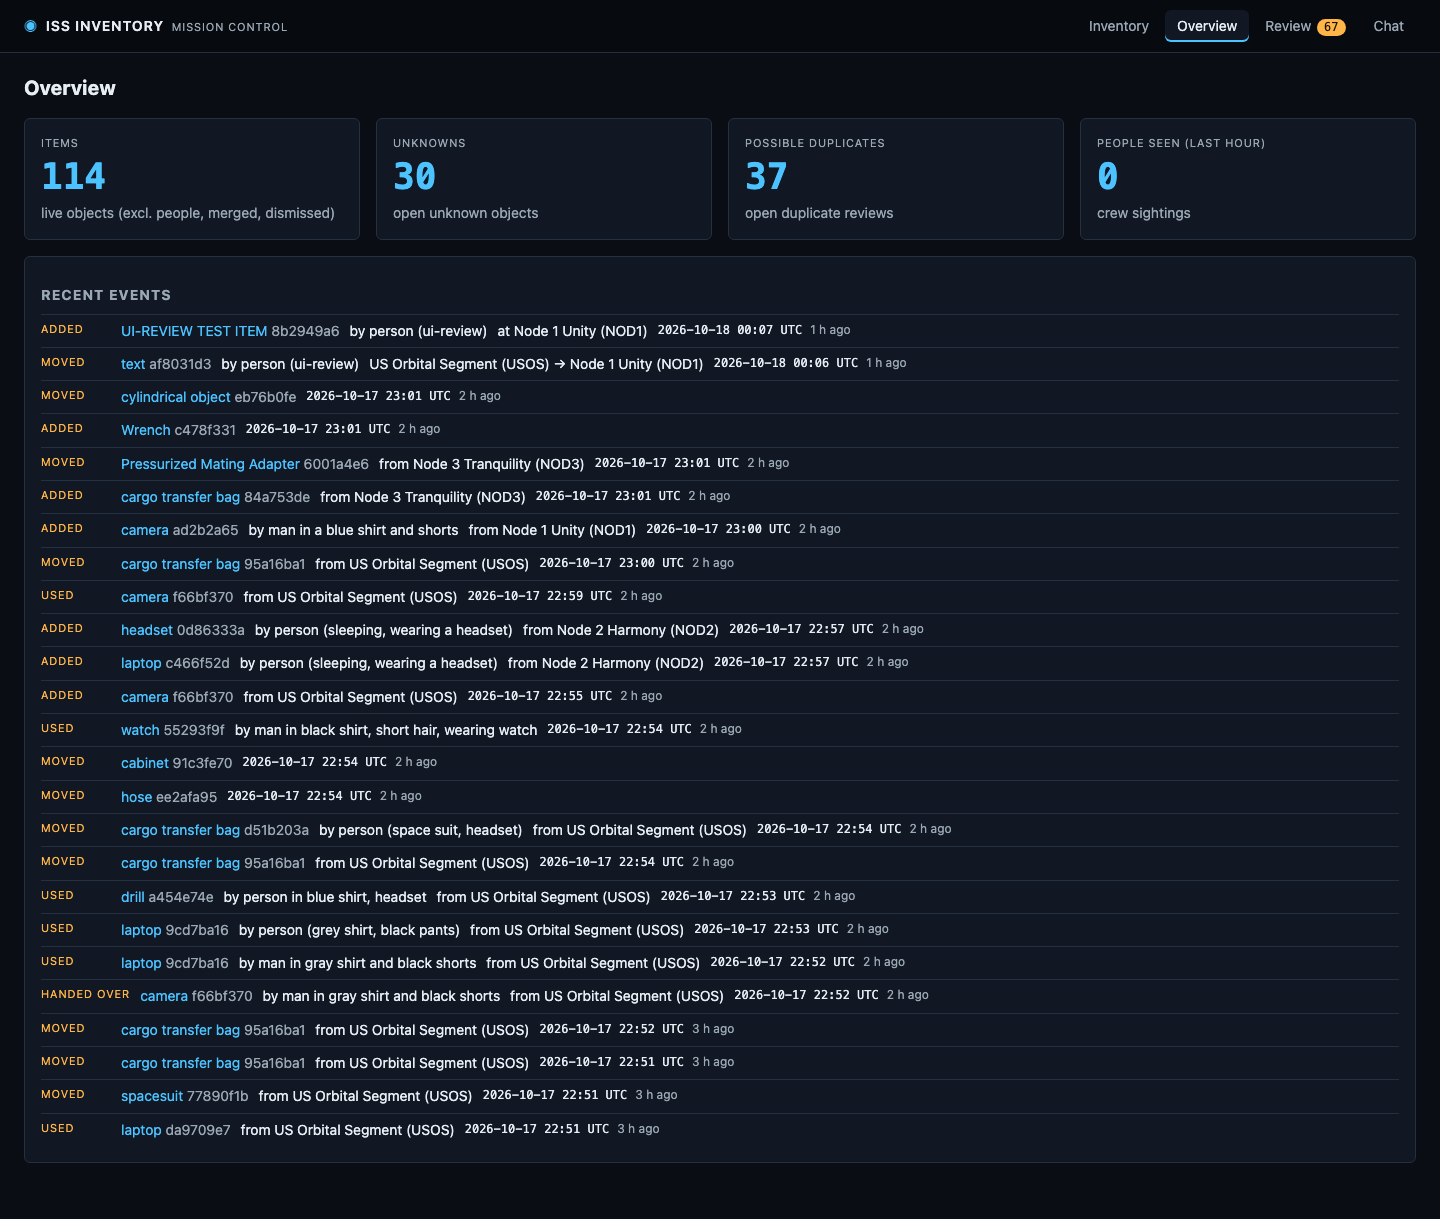 ISS INVENTORY MISSION CONTROL
Inventory Overview Review 67 Chat
Overview
ITEMS
114
live objects (excl. people, merged, dismissed)
UNKNOWNS
30
open unknown objects
POSSIBLE DUPLICATES
37
open duplicate reviews
PEOPLE SEEN (LAST HOUR)
0
crew sightings
RECENT EVENTS
ADDED UI-REVIEW TEST ITEM 8b2949a6 by person (ui-review) at Node 1 Unity (NOD1) 2026-10-18 00:07 UTC 1 h ago
MOVED text af8031d3 by person (ui-review) US Orbital Segment (USOS) → Node 1 Unity (NOD1) 2026-10-18 00:06 UTC 1 h ago
MOVED cylindrical object eb76b0fe 2026-10-17 23:01 UTC 2 h ago
ADDED Wrench c478f331 2026-10-17 23:01 UTC 2 h ago
MOVED Pressurized Mating Adapter 6001a4e6 from Node 3 Tranquility (NOD3) 2026-10-17 23:01 UTC 2 h ago
ADDED cargo transfer bag 84a753de from Node 3 Tranquility (NOD3) 2026-10-17 23:01 UTC 2 h ago
ADDED camera ad2b2a65 by man in a blue shirt and shorts from Node 1 Unity (NOD1) 2026-10-17 23:00 UTC 2 h ago
MOVED cargo transfer bag 95a16ba1 from US Orbital Segment (USOS) 2026-10-17 23:00 UTC 2 h ago
USED camera f66bf370 from US Orbital Segment (USOS) 2026-10-17 22:59 UTC 2 h ago
ADDED headset 0d86333a by person (sleeping, wearing a headset) from Node 2 Harmony (NOD2) 2026-10-17 22:57 UTC 2 h ago
ADDED laptop c466f52d by person (sleeping, wearing a headset) from Node 2 Harmony (NOD2) 2026-10-17 22:57 UTC 2 h ago
ADDED camera f66bf370 from US Orbital Segment (USOS) 2026-10-17 22:55 UTC 2 h ago
USED watch 55293f9f by man in black shirt, short hair, wearing watch 2026-10-17 22:54 UTC 2 h ago
MOVED cabinet 91c3fe70 2026-10-17 22:54 UTC 2 h ago
MOVED hose ee2afa95 2026-10-17 22:54 UTC 2 h ago
MOVED cargo transfer bag d51b203a by person (space suit, headset) from US Orbital Segment (USOS) 2026-10-17 22:54 UTC 2 h ago
MOVED cargo transfer bag 95a16ba1 from US Orbital Segment (USOS) 2026-10-17 22:54 UTC 2 h ago
USED drill a454e74e by person in blue shirt, headset from US Orbital Segment (USOS) 2026-10-17 22:53 UTC 2 h ago
USED laptop 9cd7ba16 by person (grey shirt, black pants) from US Orbital Segment (USOS) 2026-10-17 22:53 UTC 2 h ago
USED laptop 9cd7ba16 by man in gray shirt and black shorts from US Orbital Segment (USOS) 2026-10-17 22:52 UTC 2 h ago
HANDED OVER camera f66bf370 by man in gray shirt and black shorts from US Orbital Segment (USOS) 2026-10-17 22:52 UTC 2 h ago
MOVED cargo transfer bag 95a16ba1 from US Orbital Segment (USOS) 2026-10-17 22:52 UTC 3 h ago
MOVED cargo transfer bag 95a16ba1 from US Orbital Segment (USOS) 2026-10-17 22:51 UTC 3 h ago
MOVED spacesuit 77890f1b from US Orbital Segment (USOS) 2026-10-17 22:51 UTC 3 h ago
USED laptop da9709e7 from US Orbital Segment (USOS) 2026-10-17 22:51 UTC 3 h ago